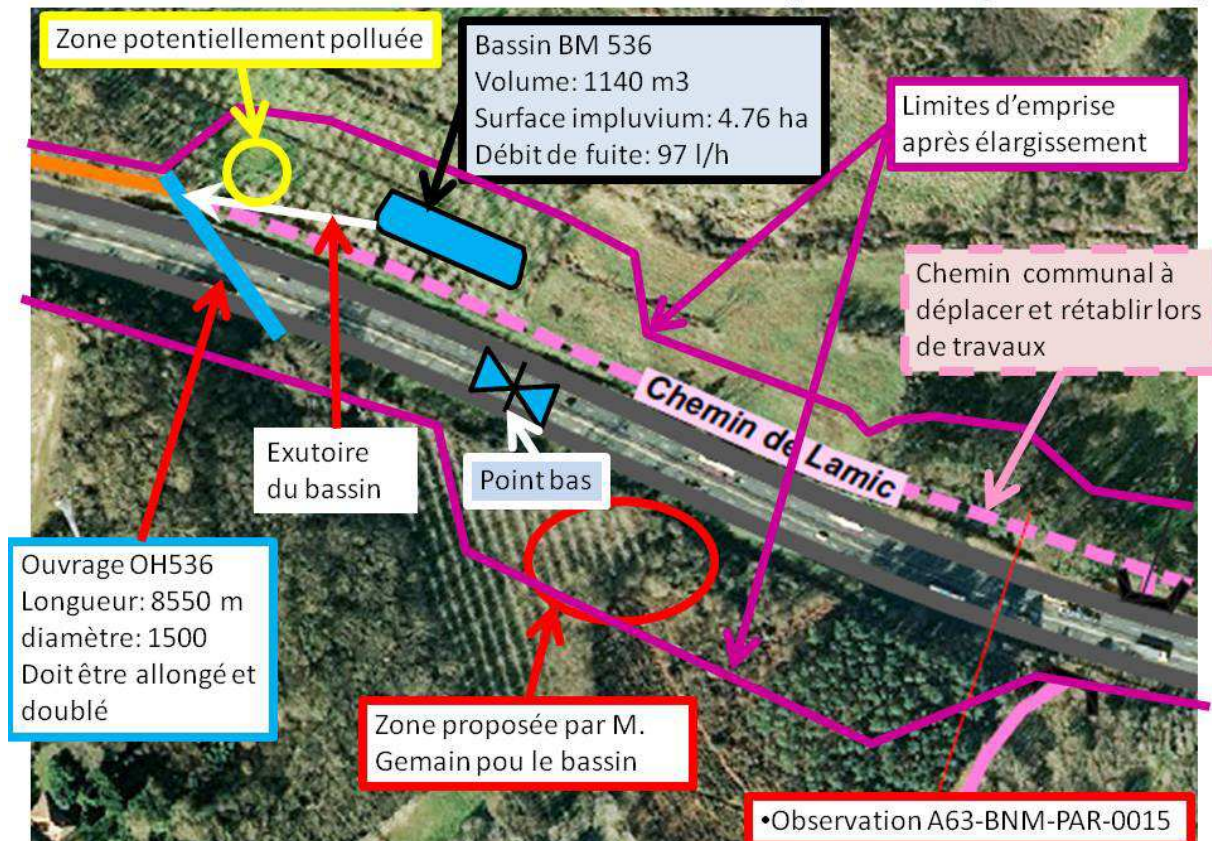 Zone potentiellement polluée
Bassin BM 536
Volume: 1140 m3
Surface impluvium: 4.76 ha
Débit de fuite: 97 l/h
Limites d'emprise
après élargissement
Chemin communal à
déplacer et rétablir lors
de travaux
Chemin de Lamic
Exutoire
du bassin
Point bas
Ouvrage OH536
Longueur: 8550 m
diamètre: 1500
Doit être allongé et
doublé
Zone proposée par M.
Gemain pou le bassin
•Observation A63-BNM-PAR-0015